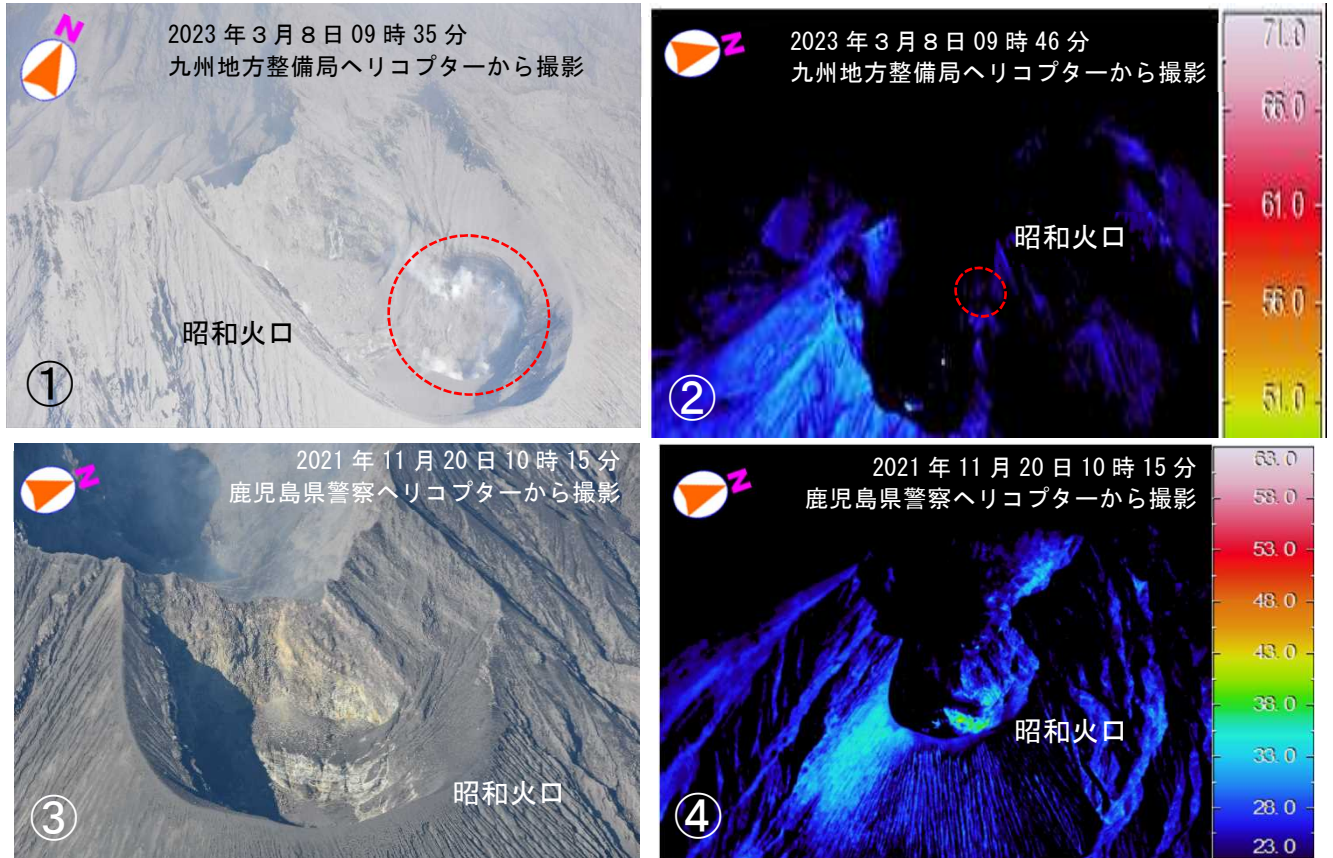 N
2023年3月8日09時35分
九州地方整備局ヘリコプターから撮影
昭和火口
①
N
2023年3月8日09時46分
九州地方整備局ヘリコプターから撮影
昭和火口
②
71.0
66.0
61.0
56.0
51.0
N
2021年11月20日10時15分
鹿児島県警察ヘリコプターから撮影
昭和火口
③
N
2021年11月20日10時15分
鹿児島県警察ヘリコプターから撮影
昭和火口
④
63.0
58.0
53.0
48.0
43.0
38.0
33.0
28.0
23.0